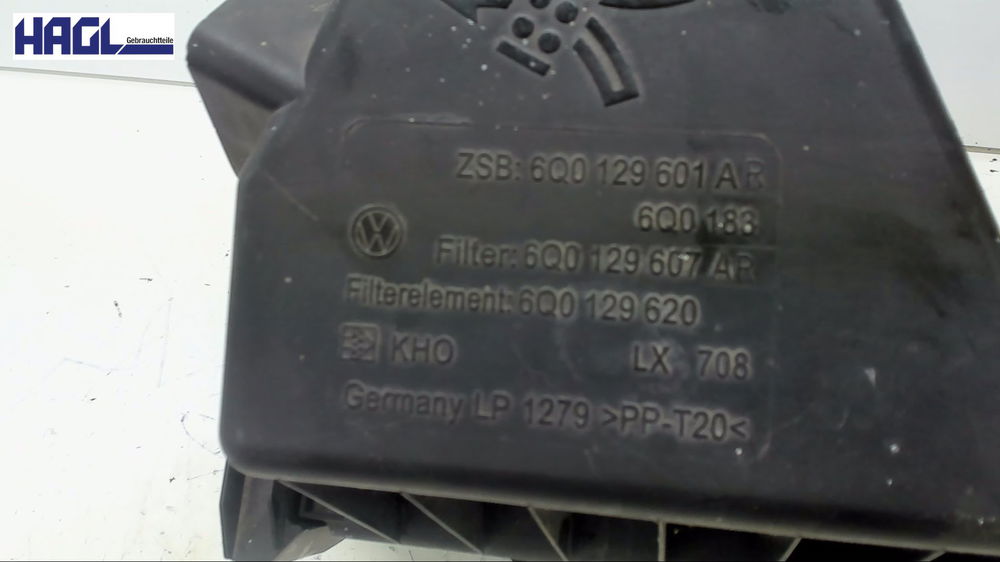 HAGL Gebrauchtteile
ZSB: 6Q0 129 601 A R
6Q0 183
Filter: 6Q0 129 607 AR
Filterelement: 6Q0 129 620
KHO LX 708
Germany LP 1279 >PP-T20<